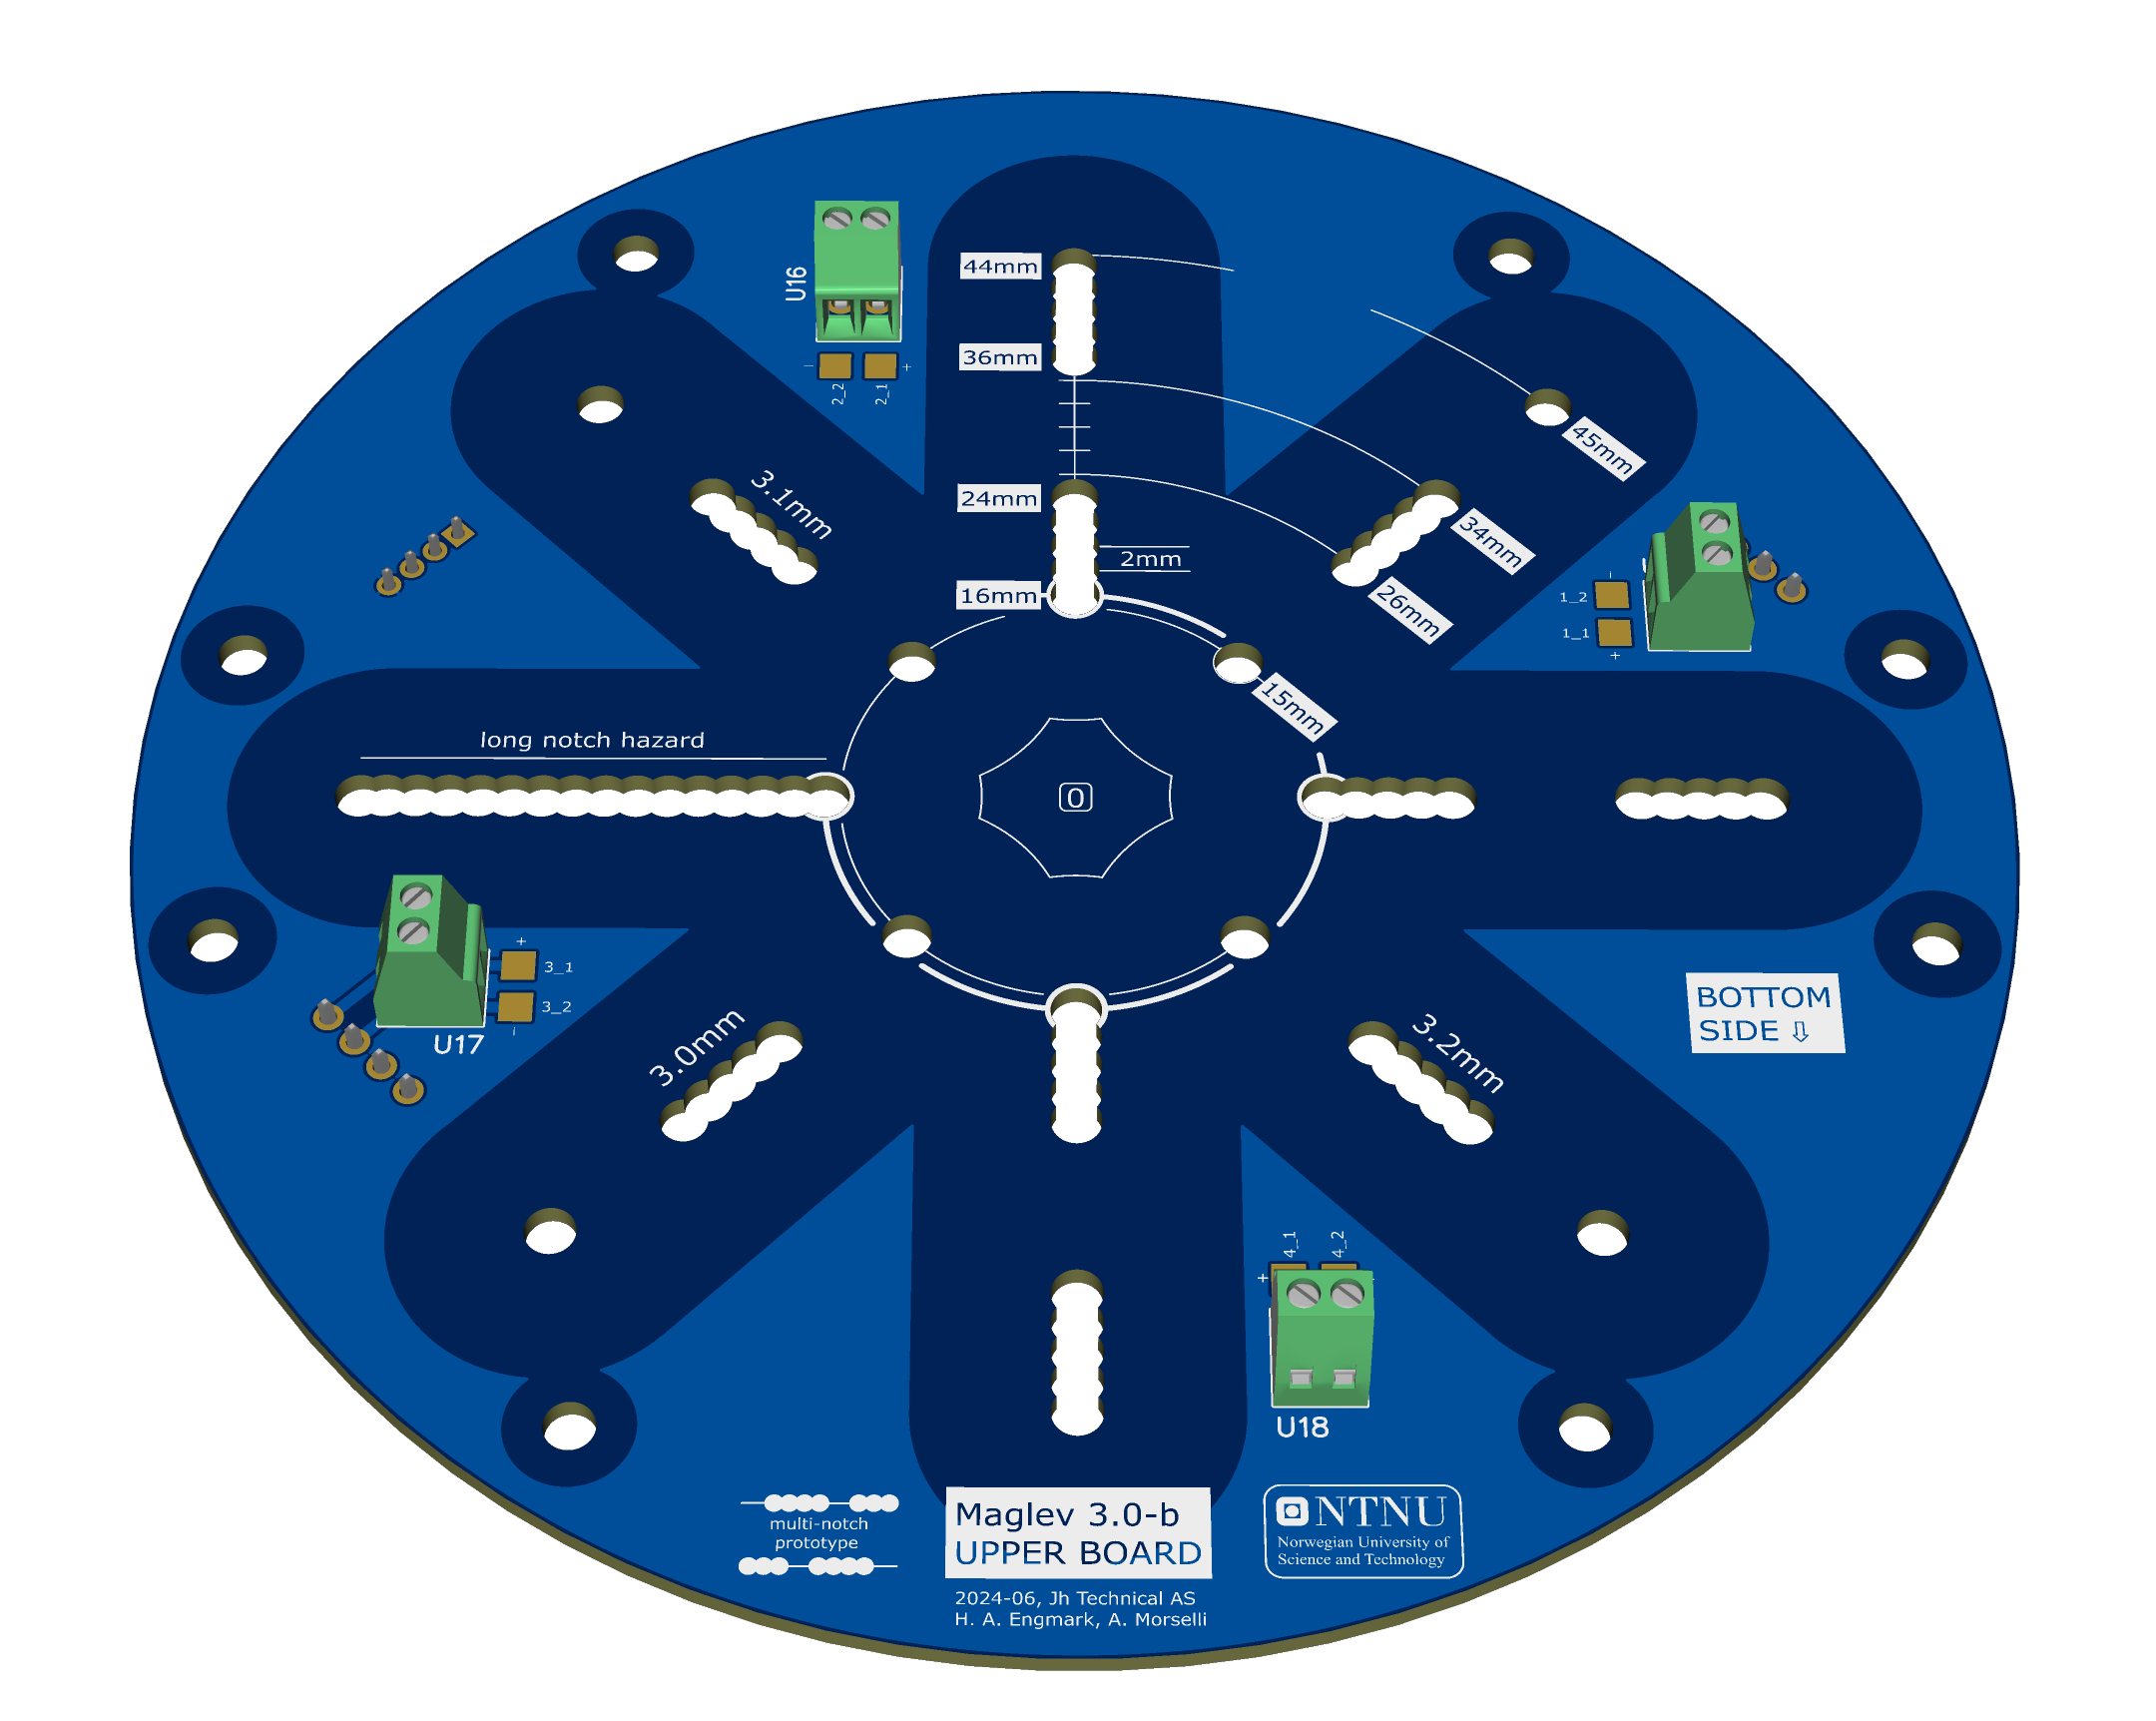 44mm
U16
36mm
−
+
2_2
2_1
45mm
3.1mm
24mm
34mm
2mm
1_2
16mm
26mm
1_1
+
15mm
long notch hazard
0
+
3_1
3_2
U17
BOTTOM
SIDE ⇩
3.0mm
3.2mm
4_1
4_2
+
U18
multi-notch
prototype
Maglev 3.0-b
UPPER BOARD
NTNU
Norwegian University of
Science and Technology
2024-06, Jh Technical AS
H. A. Engmark, A. Morselli